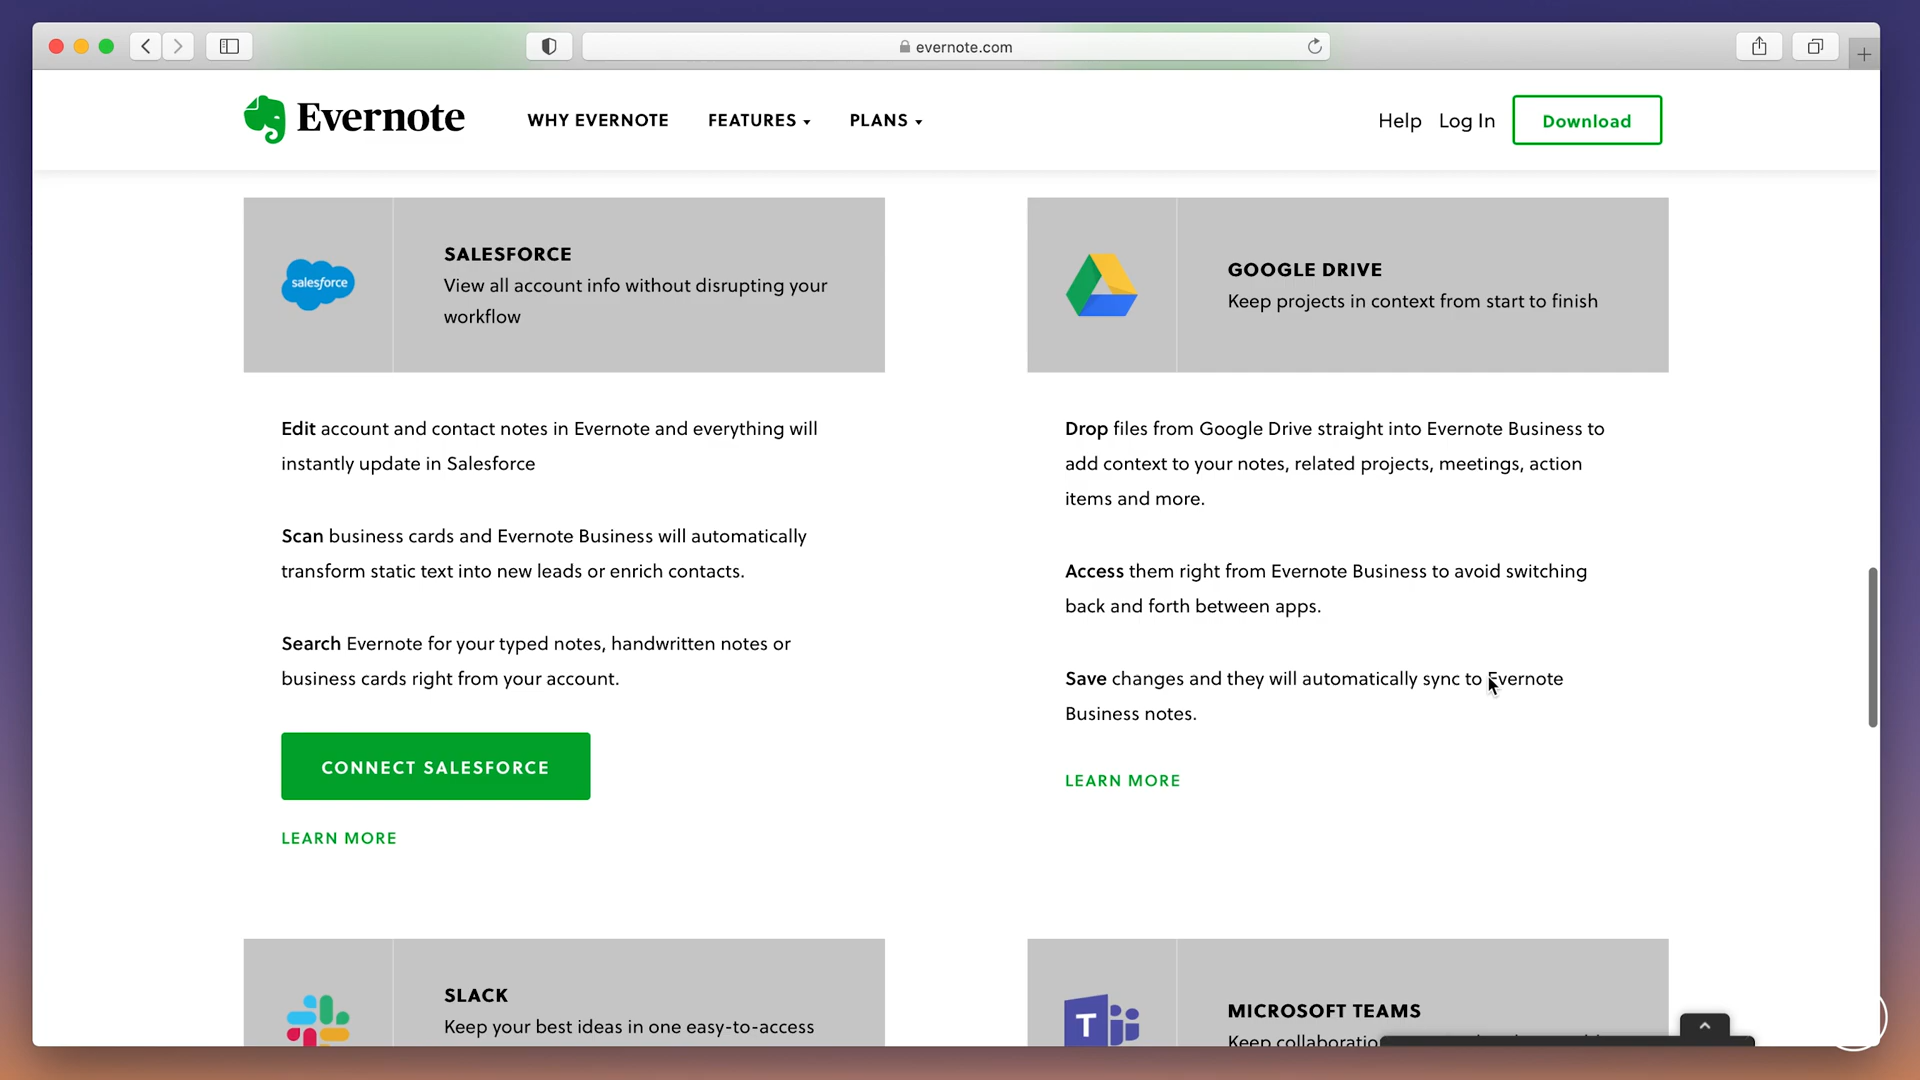 evernote.com
Evernote
WHY EVERNOTE
FEATURES
PLANS
Help
Log In
Download
salesforce
SALESFORCE
View all account info without disrupting your
workflow
Edit account and contact notes in Evernote and everything will
instantly update in Salesforce
Scan business cards and Evernote Business will automatically
transform static text into new leads or enrich contacts.
Search Evernote for your typed notes, handwritten notes or
business cards right from your account.
CONNECT SALESFORCE
LEARN MORE
GOOGLE DRIVE
Keep projects in context from start to finish
Drop files from Google Drive straight into Evernote Business to
add context to your notes, related projects, meetings, action
items and more.
Access them right from Evernote Business to avoid switching
back and forth between apps.
Save changes and they will automatically sync to Evernote
Business notes.
LEARN MORE
SLACK
Keep your best ideas in one easy-to-access
T
MICROSOFT TEAMS
Keep